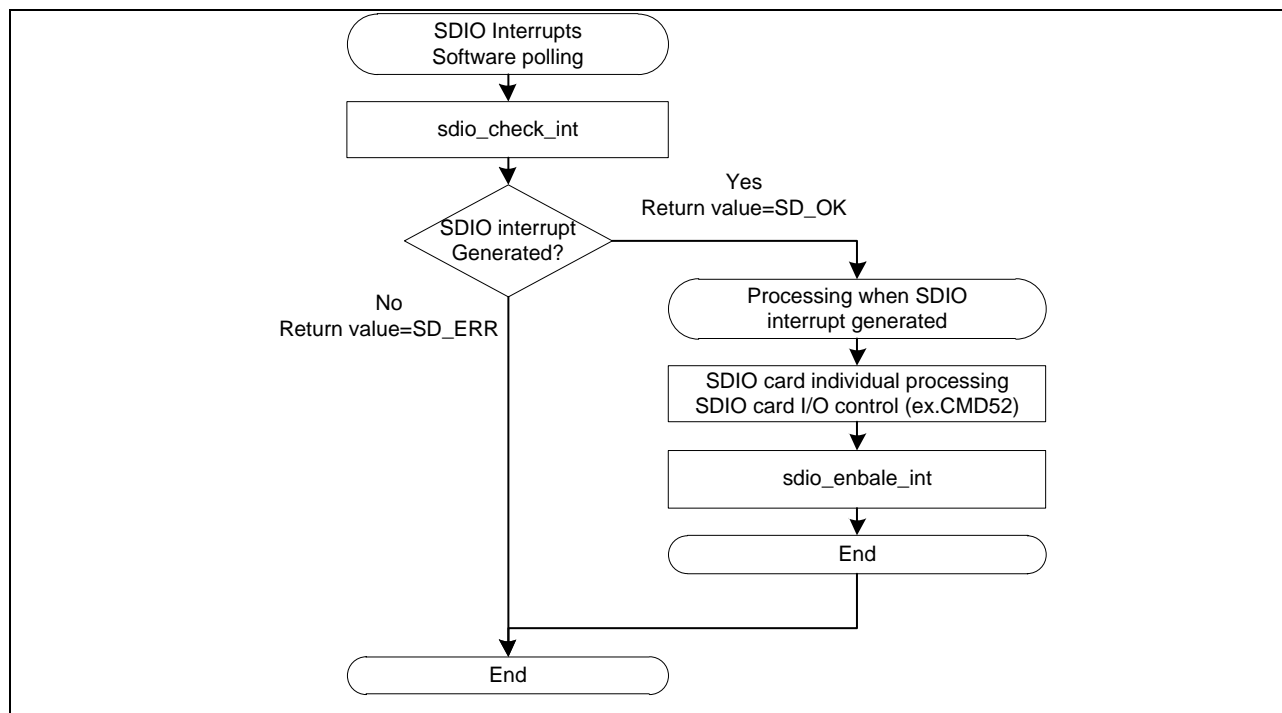 SDIO Interrupts
Software polling
sdio_check_int
SDIO interrupt
Generated?
Yes
Return value=SD_OK
No
Return value=SD_ERR
Processing when SDIO
interrupt generated
SDIO card individual processing
SDIO card I/O control (ex.CMD52)
sdio_enbale_int
End
End